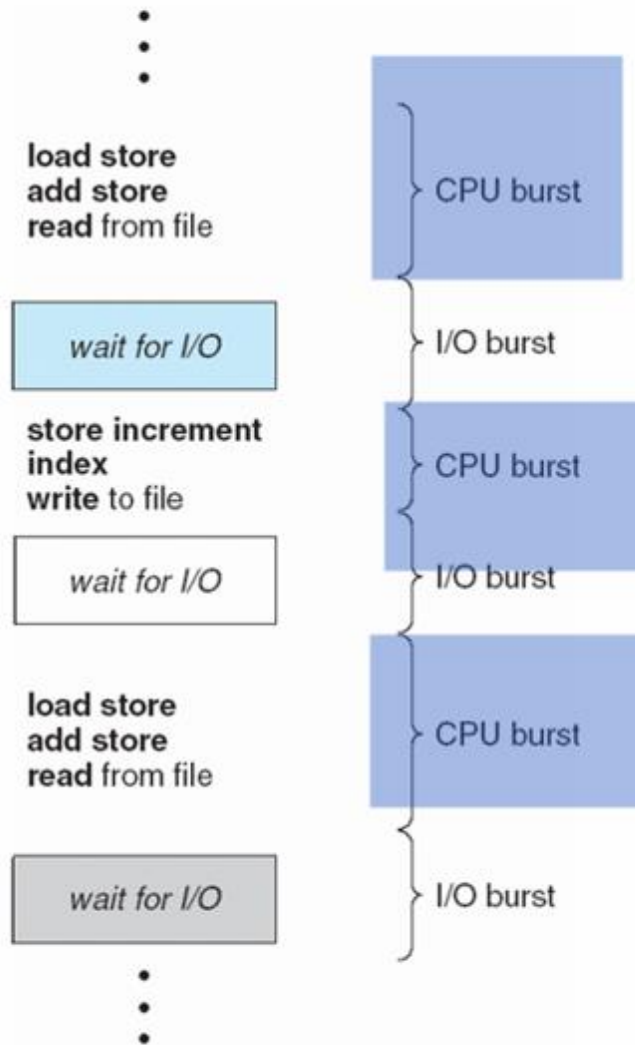 load store
add store
read from file
CPU burst
wait for I/O
I/O burst
store increment
index
write to file
CPU burst
wait for I/O
I/O burst
load store
add store
read from file
CPU burst
wait for I/O
I/O burst